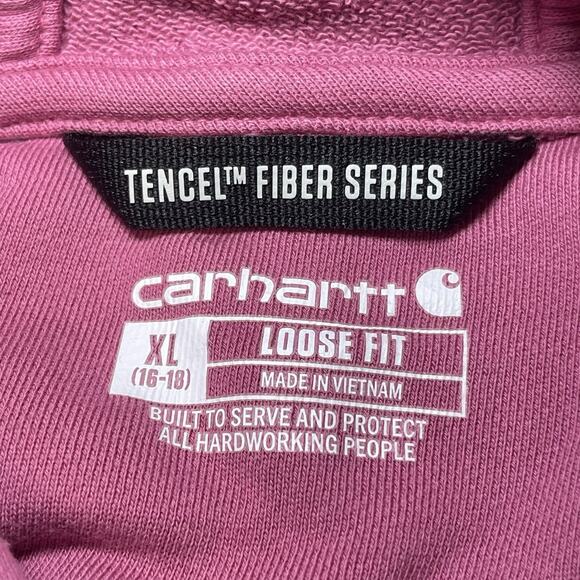 TENCEL™ FIBER SERIES
carhartt
XL
(16-18)
LOOSE FIT
MADE IN VIETNAM
BUILT TO SERVE AND PROTECT
ALL HARDWORKING PEOPLE